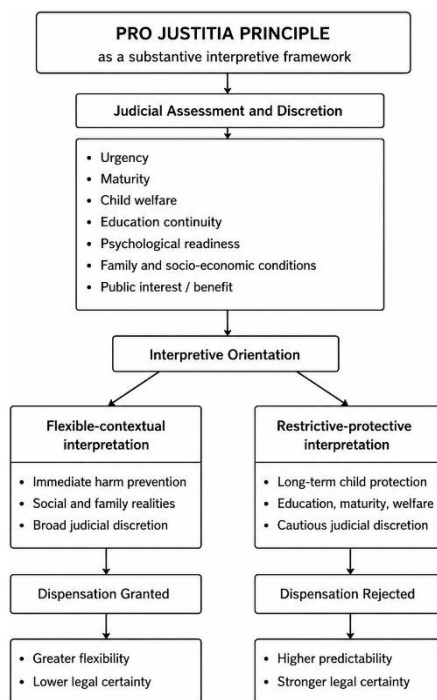 PRO JUSTITIA PRINCIPLE
as a substantive interpretive framework
Judicial Assessment and Discretion
• Urgency
• Maturity
• Child welfare
• Education continuity
• Psychological readiness
• Family and socio-economic conditions
• Public interest / benefit
Interpretive Orientation
Flexible-contextual
interpretation
• Immediate harm prevention
• Social and family realities
• Broad judicial discretion
Dispensation Granted
• Greater flexibility
• Lower legal certainty
Restrictive-protective
interpretation
• Long-term child protection
• Education, maturity, welfare
• Cautious judicial discretion
Dispensation Rejected
• Higher predictability
• Stronger legal certainty